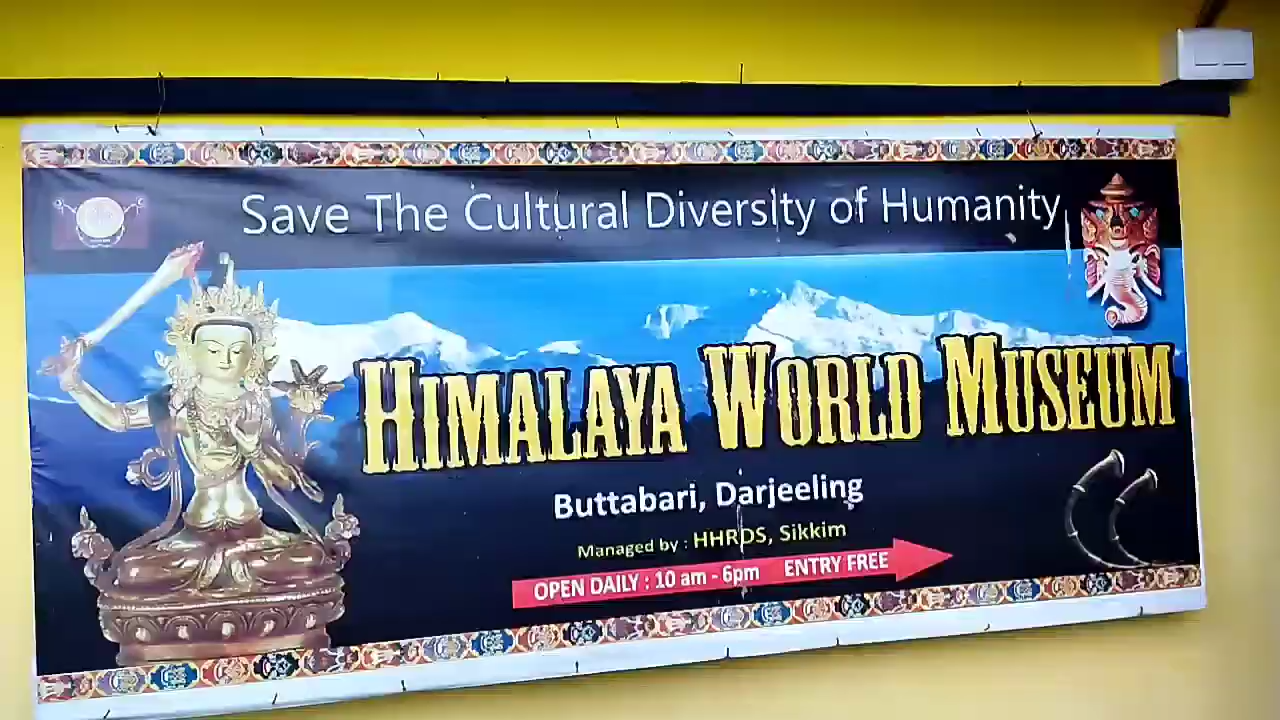 Save The Cultural Diversity of Humanity
HIMALAYA WORLD MUSEUM
Buttabari, Darjeeling
Managed by : HHRDS, Sikkim
OPEN DAILY : 10 am - 6pm ENTRY FREE